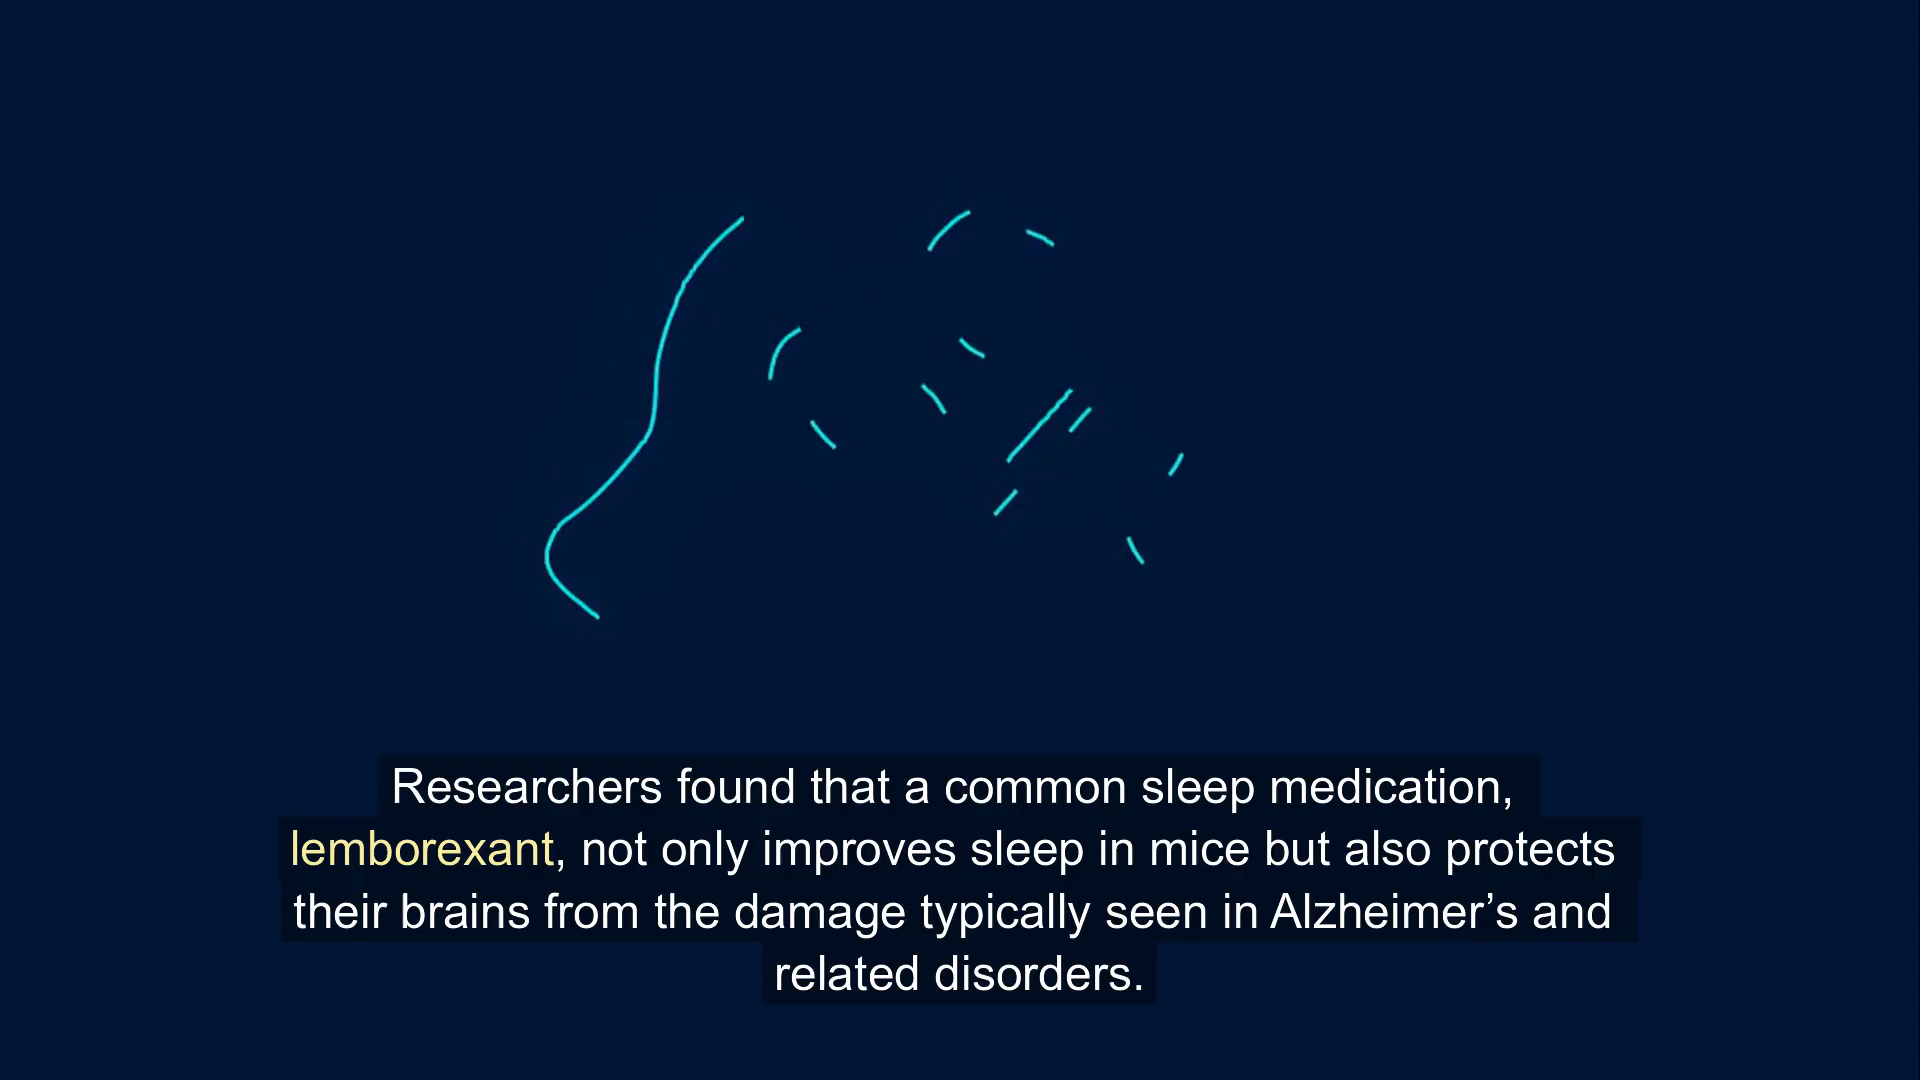 Researchers found that a common sleep medication,
lemborexant, not only improves sleep in mice but also protects
their brains from the damage typically seen in Alzheimer’s and
related disorders.